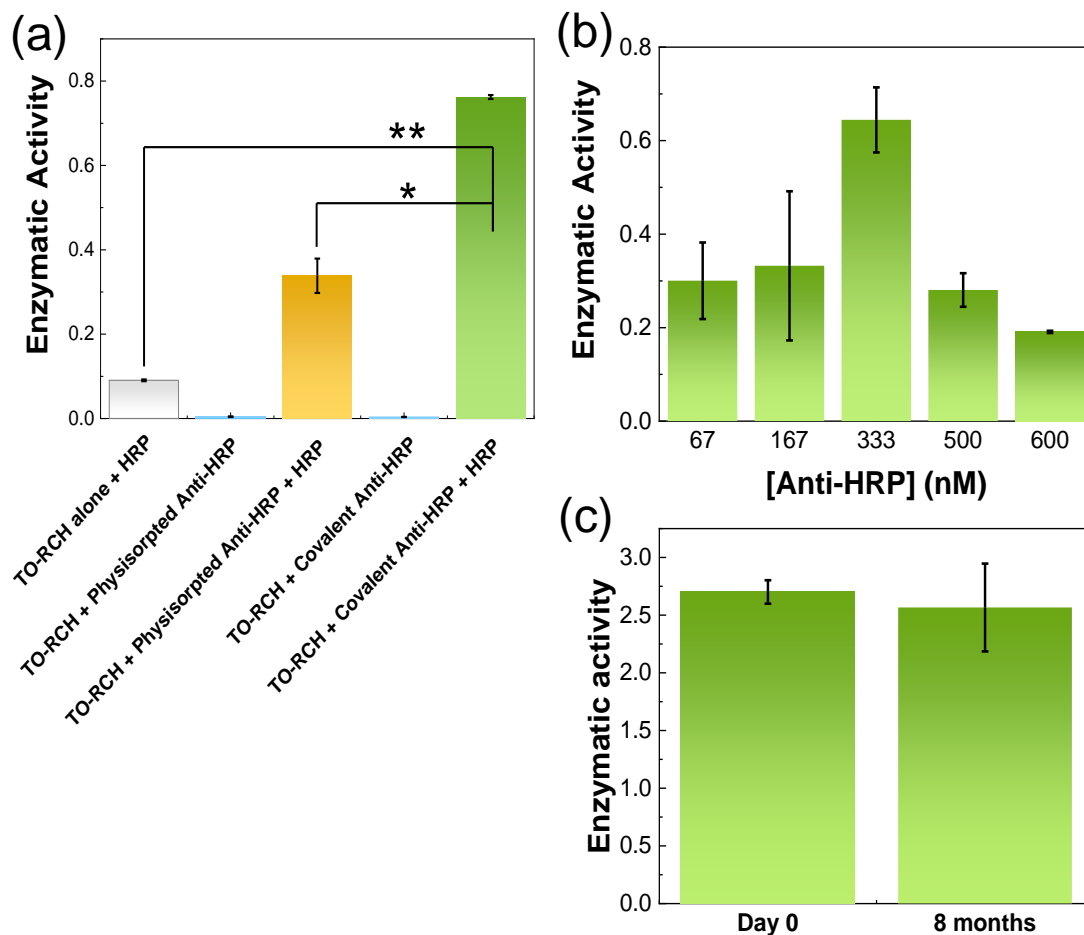 (a)
Enzymatic Activity
0.8
0.6
0.4
0.2
0.0
**
*
TO-RCH alone + HRP
TO-RCH + Physisorpted Anti-HRP
TO-RCH + Physisorpted Anti-HRP + HRP
TO-RCH + Covalent Anti-HRP
TO-RCH + Covalent Anti-HRP + HRP
(b)
Enzymatic Activity
0.8
0.6
0.4
0.2
0.0
67 167 333 500 600
[Anti-HRP] (nM)
(c)
Enzymatic activity
3.0
2.5
2.0
1.5
1.0
0.5
0.0
Day 0 8 months